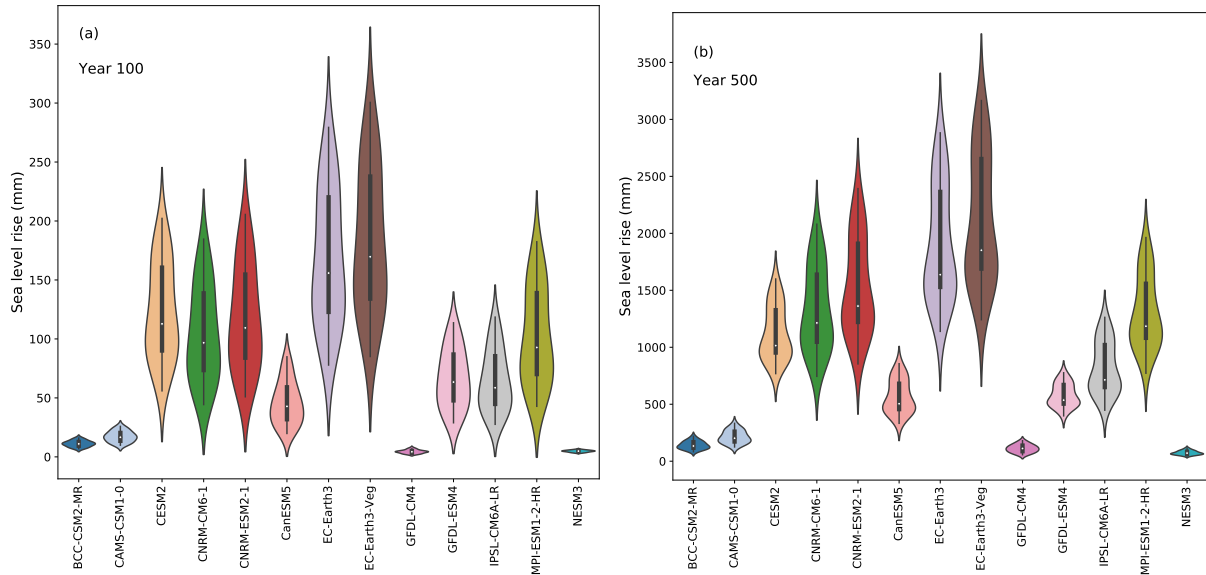 (a)
Year 100
Sea level rise (mm)
350
300
250
200
150
100
50
0
BCC-CSM2-MR
CAMS-CSM1-0
CESM2
CNRM-CM6-1
CNRM-ESM2-1
CanESM5
EC-Earth3
EC-Earth3-Veg
GFDL-CM4
GFDL-ESM4
IPSL-CM6A-LR
MPI-ESM1-2-HR
NESM3
(b)
Year 500
Sea level rise (mm)
3500
3000
2500
2000
1500
1000
500
0
BCC-CSM2-MR
CAMS-CSM1-0
CESM2
CNRM-CM6-1
CNRM-ESM2-1
CanESM5
EC-Earth3
EC-Earth3-Veg
GFDL-CM4
GFDL-ESM4
IPSL-CM6A-LR
MPI-ESM1-2-HR
NESM3